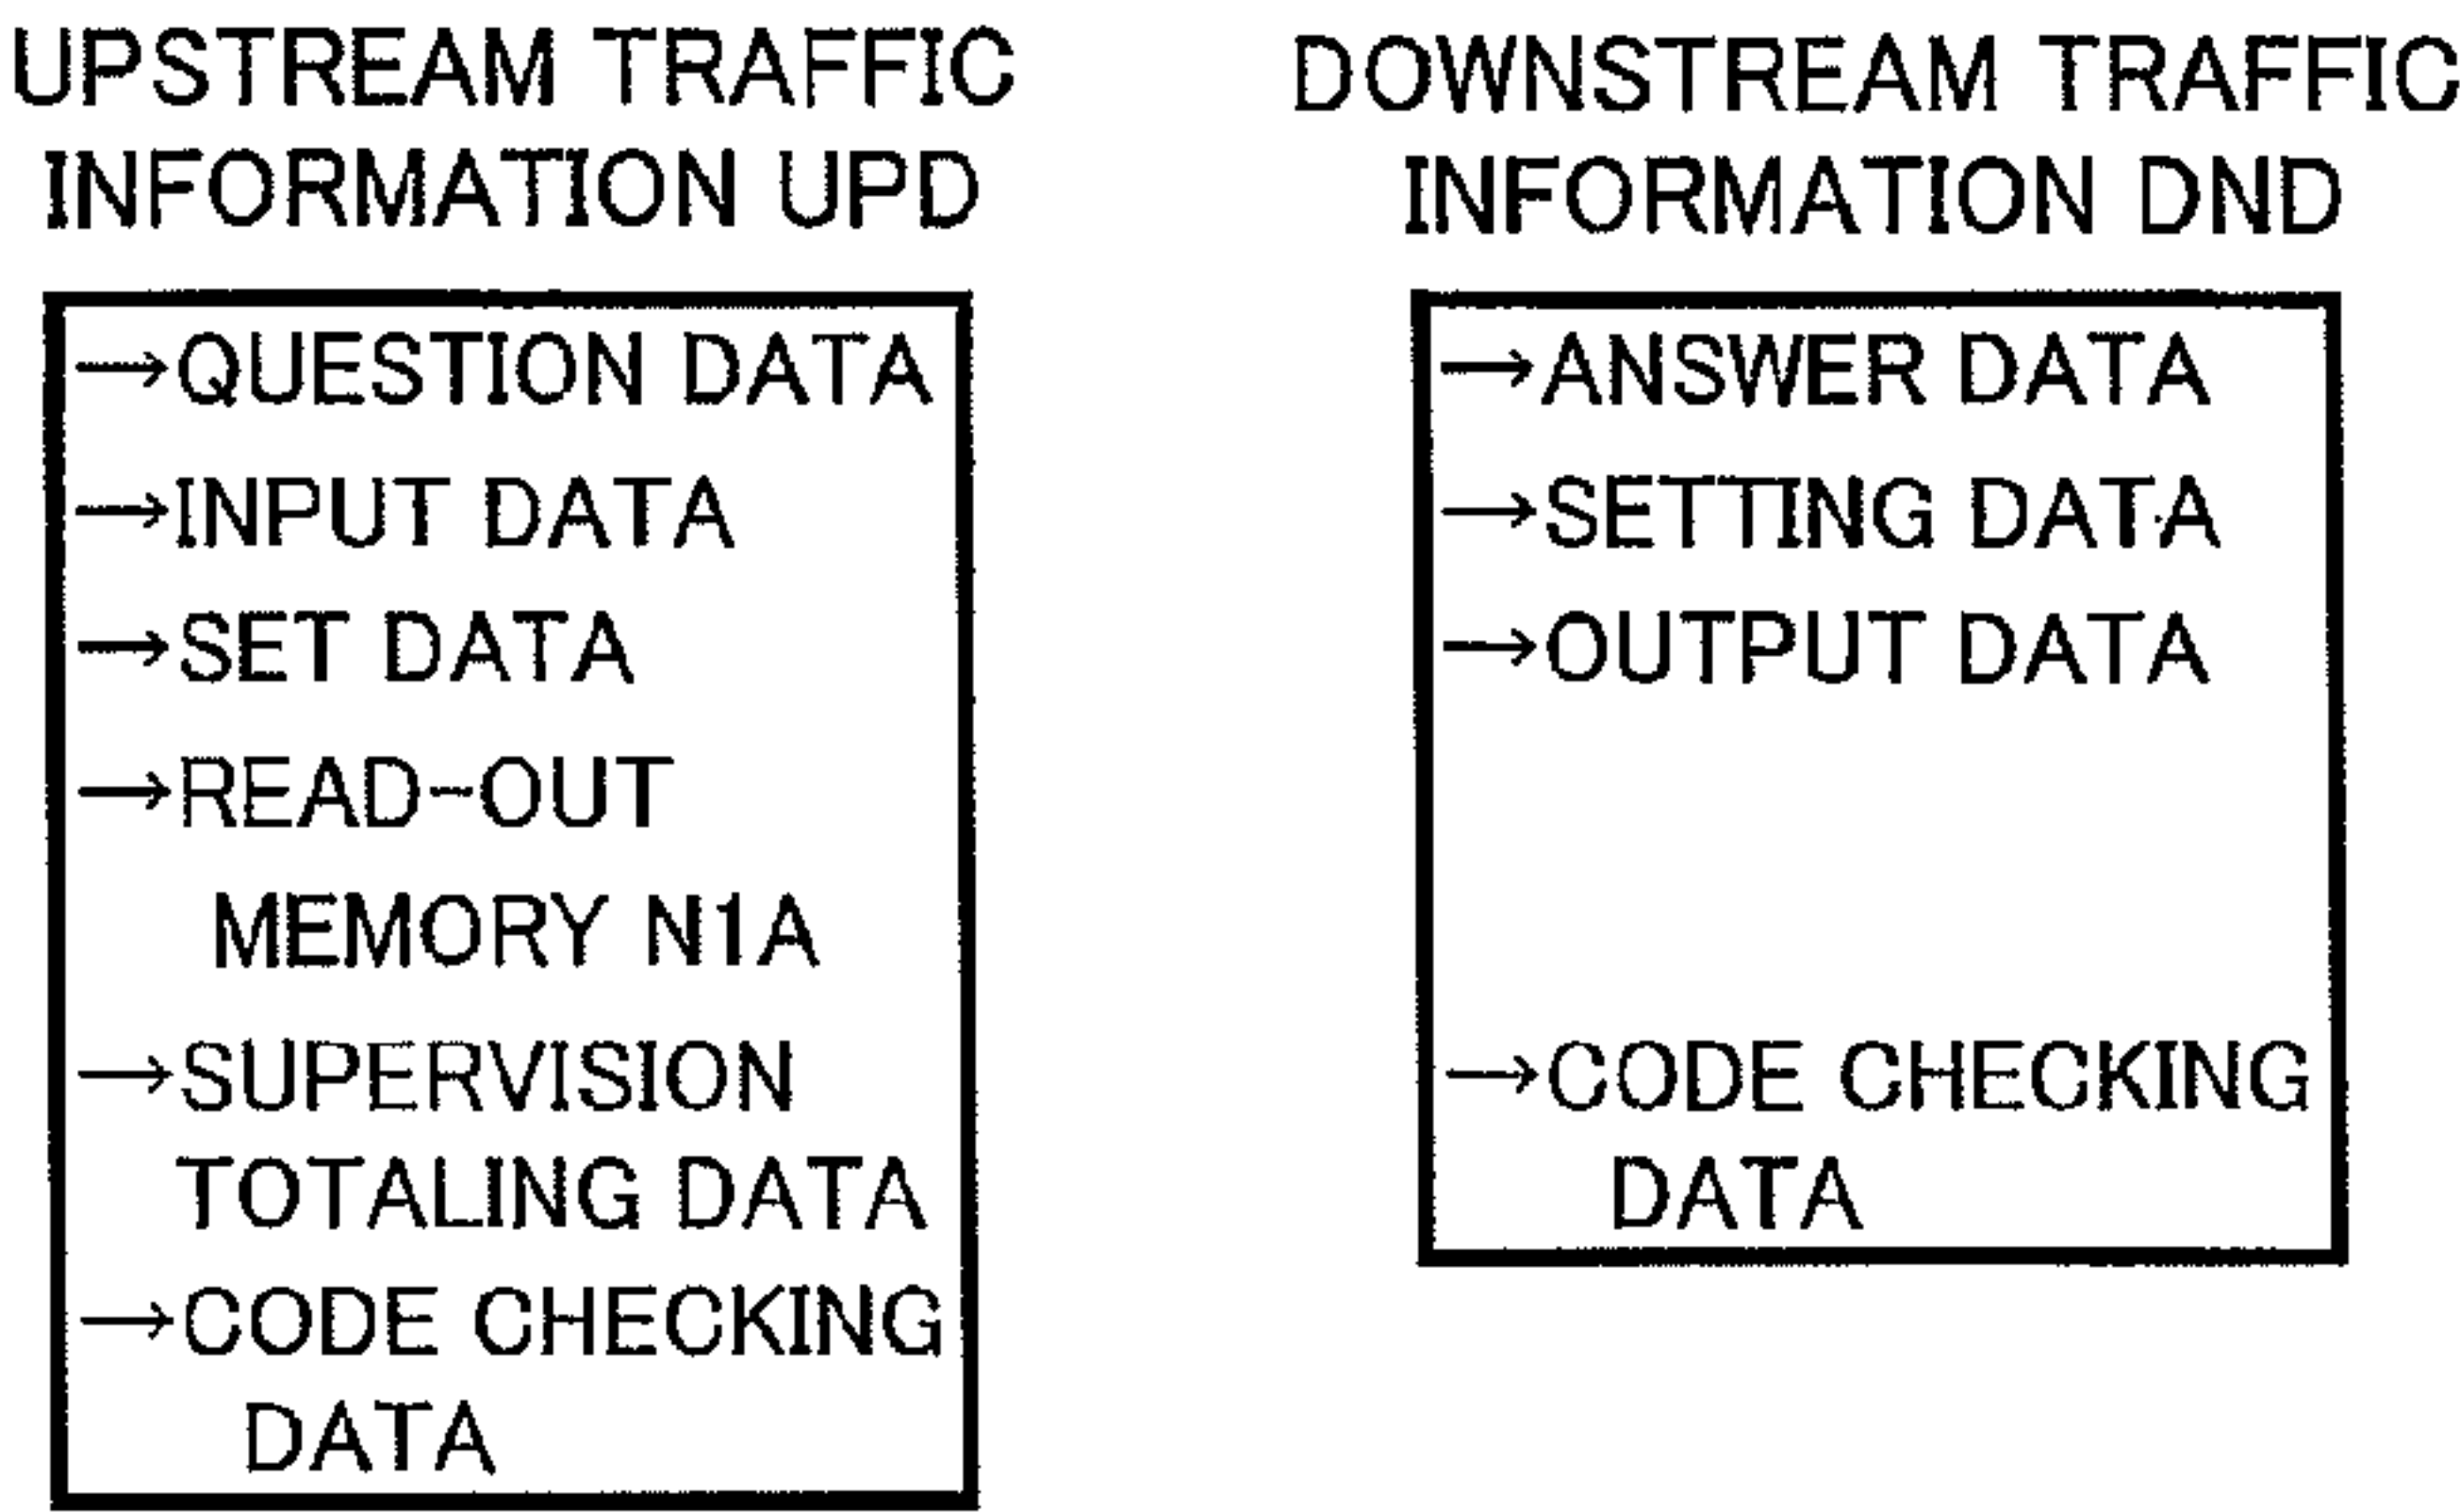 UPSTREAM TRAFFIC
INFORMATION UPD
→QUESTION DATA
→INPUT DATA
→SET DATA
→READ-OUT
MEMORY N1A
→SUPERVISION
TOTALING DATA
→CODE CHECKING
DATA
DOWNSTREAM TRAFFIC
INFORMATION DND
→ANSWER DATA
→SETTING DATA
→OUTPUT DATA
→CODE CHECKING
DATA